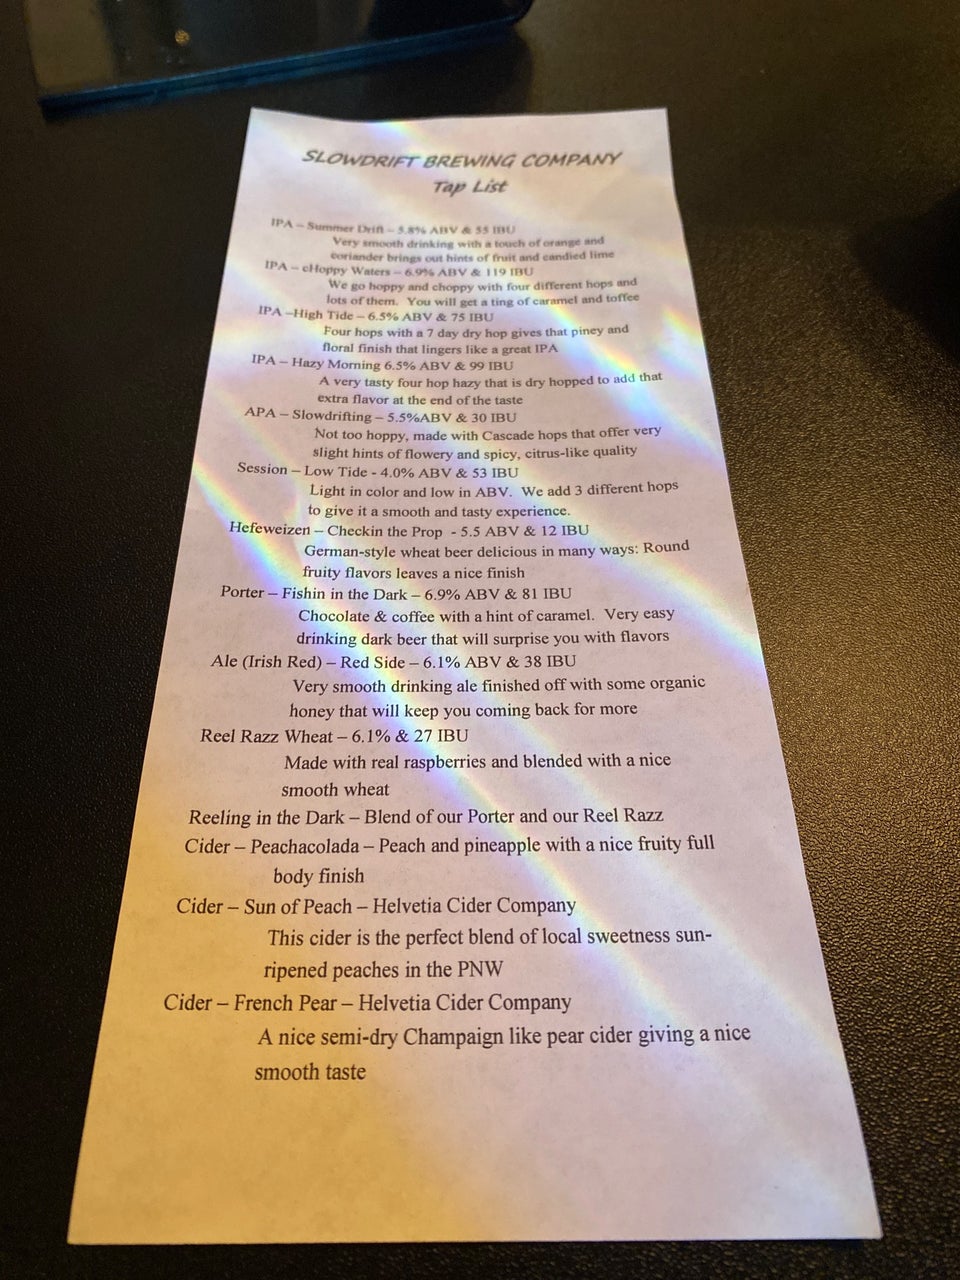 SLOWDRIFT BREWING COMPANY
Tap List
IPA – Summer Drift – 5.8% ABV & 55 IBU
Very smooth drinking with a touch of orange and
coriander brings out hints of fruit and candied lime
IPA – cHoppy Waters – 6.9% ABV & 119 IBU
We go hoppy and choppy with four different hops and
lots of them. You will get a ting of caramel and toffee
IPA –High Tide – 6.5% ABV & 75 IBU
Four hops with a 7 day dry hop gives that piney and
floral finish that lingers like a great IPA
IPA – Hazy Morning 6.5% ABV & 99 IBU
A very tasty four hop hazy that is dry hopped to add that
extra flavor at the end of the taste
APA – Slowdrifting – 5.5%ABV & 30 IBU
Not too hoppy, made with Cascade hops that offer very
slight hints of flowery and spicy, citrus-like quality
Session – Low Tide - 4.0% ABV & 53 IBU
Light in color and low in ABV. We add 3 different hops
to give it a smooth and tasty experience.
Hefeweizen – Checkin the Prop - 5.5 ABV & 12 IBU
German-style wheat beer delicious in many ways: Round
fruity flavors leaves a nice finish
Porter – Fishin in the Dark – 6.9% ABV & 81 IBU
Chocolate & coffee with a hint of caramel. Very easy
drinking dark beer that will surprise you with flavors
Ale (Irish Red) – Red Side – 6.1% ABV & 38 IBU
Very smooth drinking ale finished off with some organic
honey that will keep you coming back for more
Reel Razz Wheat – 6.1% & 27 IBU
Made with real raspberries and blended with a nice
smooth wheat
Reeling in the Dark – Blend of our Porter and our Reel Razz
Cider – Peachacolada – Peach and pineapple with a nice fruity full
body finish
Cider – Sun of Peach – Helvetia Cider Company
This cider is the perfect blend of local sweetness sun-
ripened peaches in the PNW
Cider – French Pear – Helvetia Cider Company
A nice semi-dry Champaign like pear cider giving a nice
smooth taste